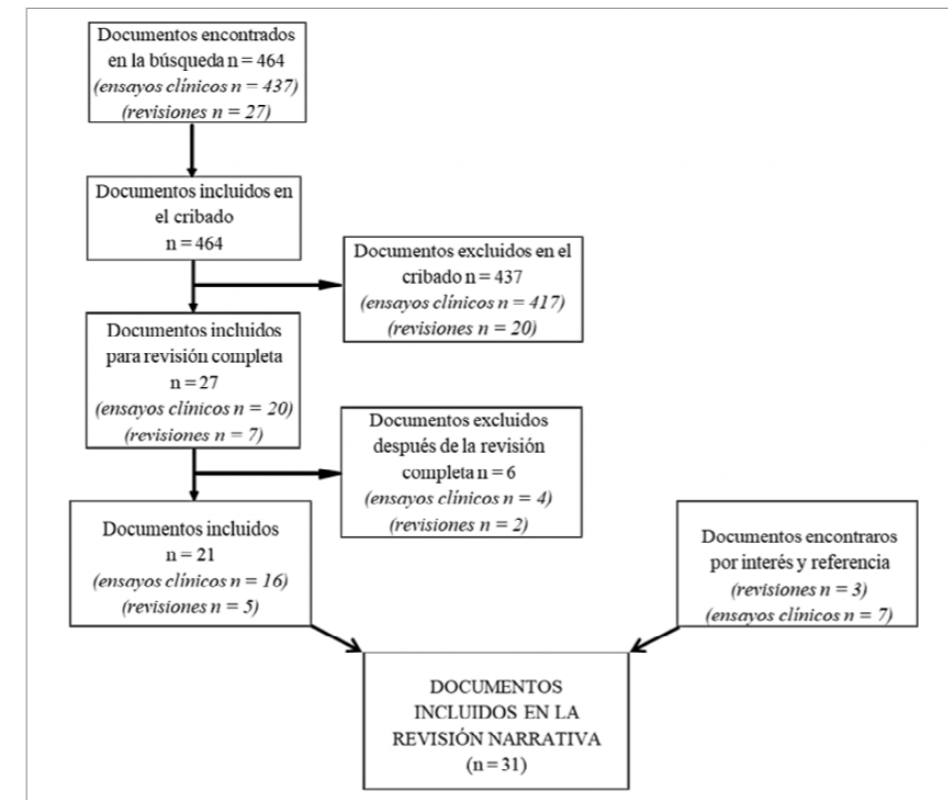 Documentos encontrados
en la búsqueda n = 464
(ensayos clínicos n = 437)
(revisiones n = 27)
Documentos incluidos en
el cribado
n = 464
Documentos excluidos en el
cribado n = 437
(ensayos clínicos n = 417)
(revisiones n = 20)
Documentos incluidos
para revisión completa
n = 27
(ensayos clínicos n = 20)
(revisiones n = 7)
Documentos excluidos
después de la revisión
completa n = 6
(ensayos clínicos n = 4)
(revisiones n = 2)
Documentos incluidos
n = 21
(ensayos clínicos n = 16)
(revisiones n = 5)
Documentos encontraros
por interés y referencia
(revisiones n = 3)
(ensayos clínicos n = 7)
DOCUMENTOS
INCLUIDOS EN LA
REVISIÓN NARRATIVA
(n = 31)